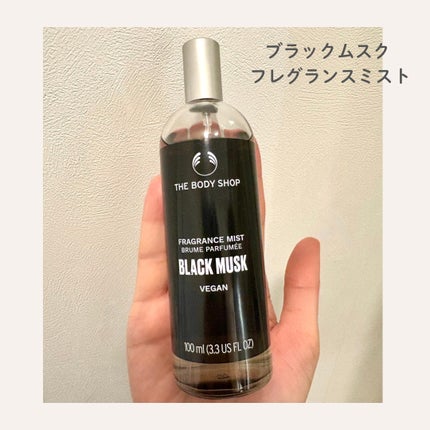 ブラックムスク
フレグランスミスト
THE BODY SHOP
FRAGRANCE MIST
BRUME PARFUMÉE
BLACK MUSK
VEGAN
100 ml (3.3 US FL OZ)